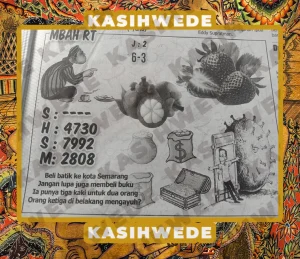 KASIHWEDE
MBAH RT
J : 2
6-3
S : ----
H : 4730
S : 7992
M: 2808
Beli batik ke kota Semarang
Jangan lupa juga membeli buku
Ia punya tiga kaki untuk dua orang
Orang ketiga di belakang mengayuh?
KASIHWEDE